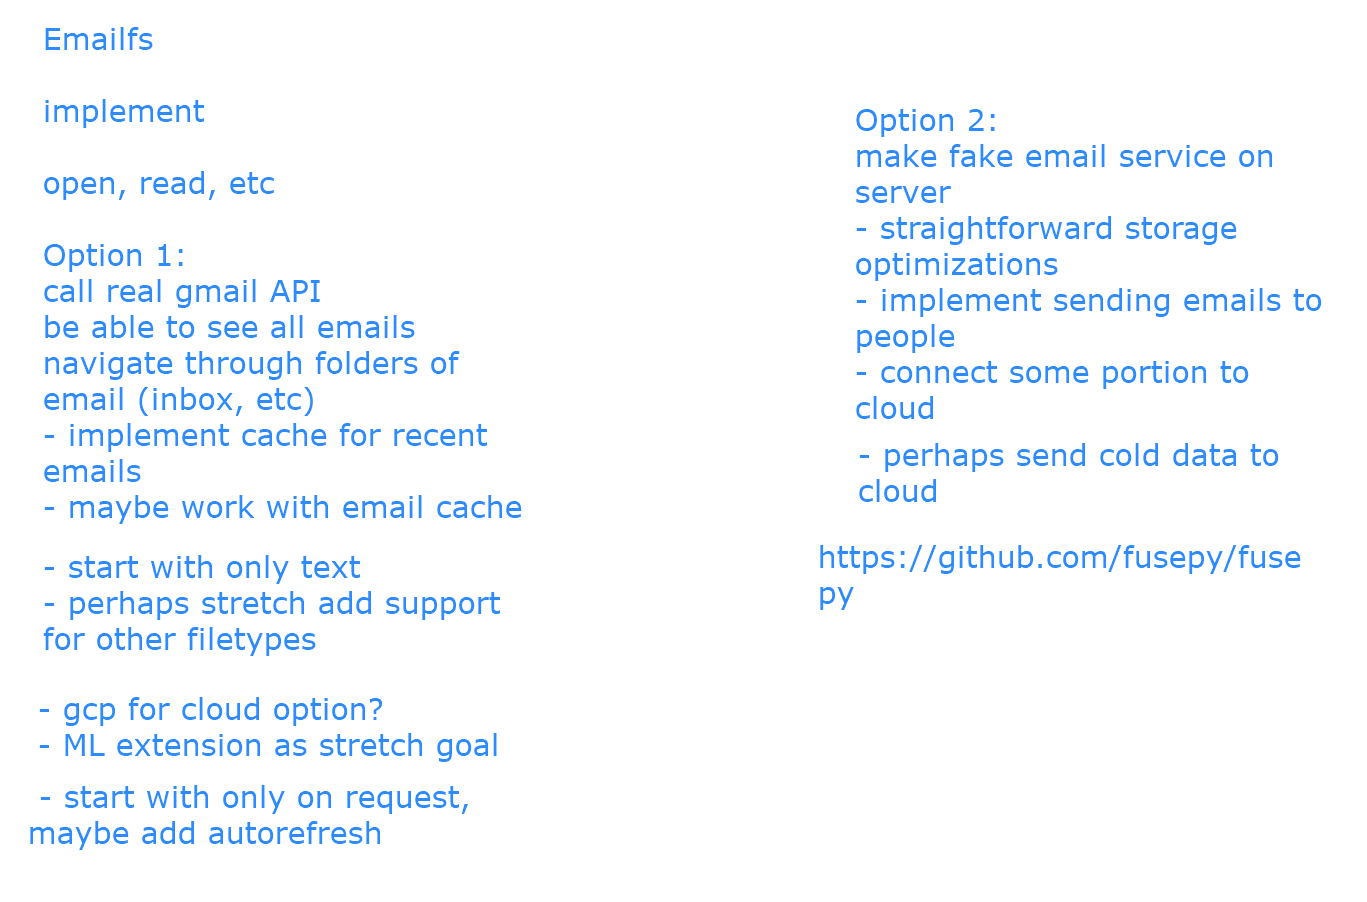 Emailfs
implement
open, read, etc
Option 1:
call real gmail API
be able to see all emails
navigate through folders of
email (inbox, etc)
- implement cache for recent
emails
- maybe work with email cache
- start with only text
- perhaps stretch add support
for other filetypes
- gcp for cloud option?
- ML extension as stretch goal
- start with only on request,
maybe add autorefresh
Option 2:
make fake email service on
server
- straightforward storage
optimizations
- implement sending emails to
people
- connect some portion to
cloud
- perhaps send cold data to
cloud
https://github.com/fusepy/fuse
py